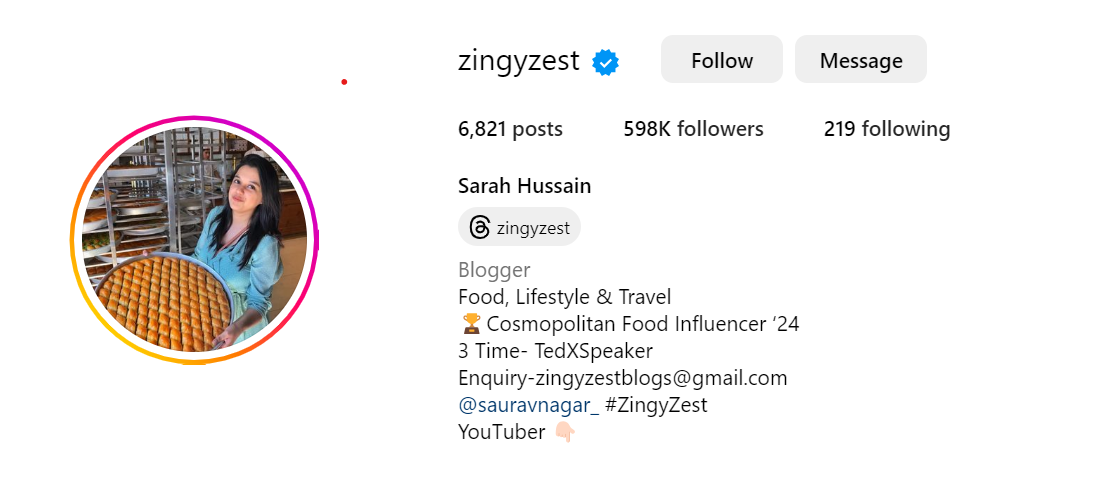 zingyzest
Follow
Message
6,821 posts
598K followers
219 following
Sarah Hussain
zingyzest
Blogger
Food, Lifestyle & Travel
🏆Cosmopolitan Food Influencer ‘24
3 Time- TedXSpeaker
Enquiry-zingyzestblogs@gmail.com
@sauravnagar_ #ZingyZest
YouTuber 👇🏻